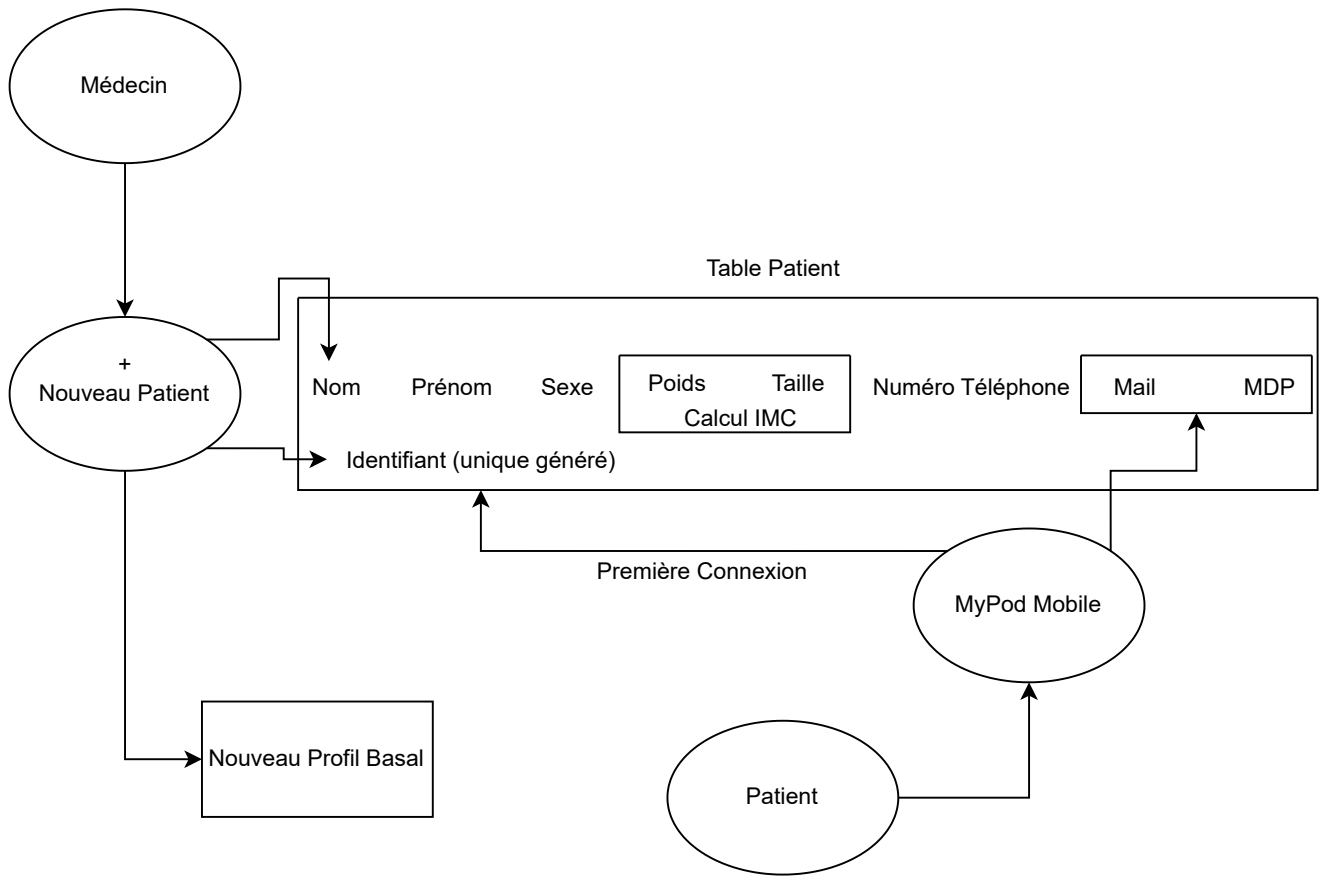 Médecin
Table Patient
+
Nouveau Patient
Nom Prénom Sexe Poids Taille Numéro Téléphone Mail MDP
Calcul IMC
Identifiant (unique généré)
Première Connexion
MyPod Mobile
Nouveau Profil Basal
Patient